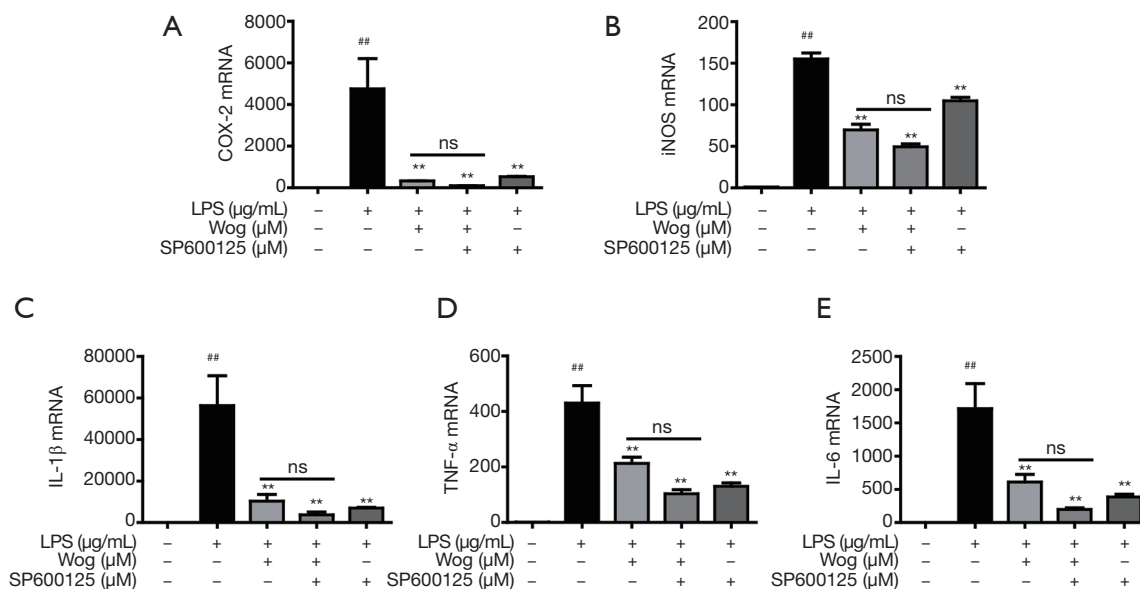 A
COX-2 mRNA
8000
6000
4000
2000
0
##
**
ns
**
**
LPS (µg/mL) – + + + +
Wog (µM) – – + + –
SP600125 (µM) – – – + +
B
iNOS mRNA
200
150
100
50
0
##
**
ns
**
**
LPS (µg/mL) – + + + +
Wog (µM) – – + + –
SP600125 (µM) – – – + +
C
IL-1β mRNA
80000
60000
40000
20000
0
##
**
ns
**
**
LPS (µg/mL) – + + + +
Wog (µM) – – + + –
SP600125 (µM) – – – + +
D
TNF-α mRNA
600
400
200
0
##
**
ns
**
**
LPS (µg/mL) – + + + +
Wog (µM) – – + + –
SP600125 (µM) – – – + +
E
IL-6 mRNA
2500
2000
1500
1000
500
0
##
**
ns
**
**
LPS (µg/mL) – + + + +
Wog (µM) – – + + –
SP600125 (µM) – – – + +